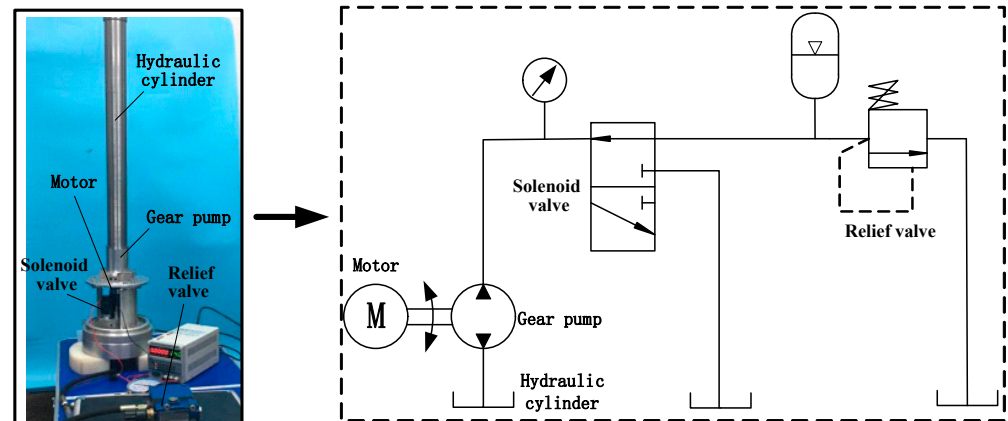 Hydraulic
cylinder
Motor
Gear pump
Solenoid
valve
Relief
valve
Solenoid
valve
Relief valve
Motor
M
Gear pump
Hydraulic
cylinder